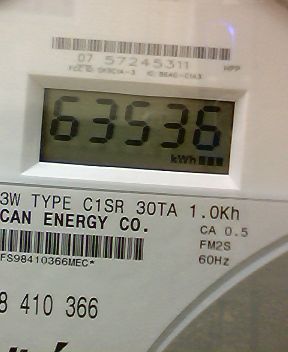 07 57245311
HPP
63536
kWh
3W TYPE C1SR 30TA 1.0Kh
CAN ENERGY CO.
CA 0.5
FM2S
FS98410366MEC*
60Hz
8 410 366